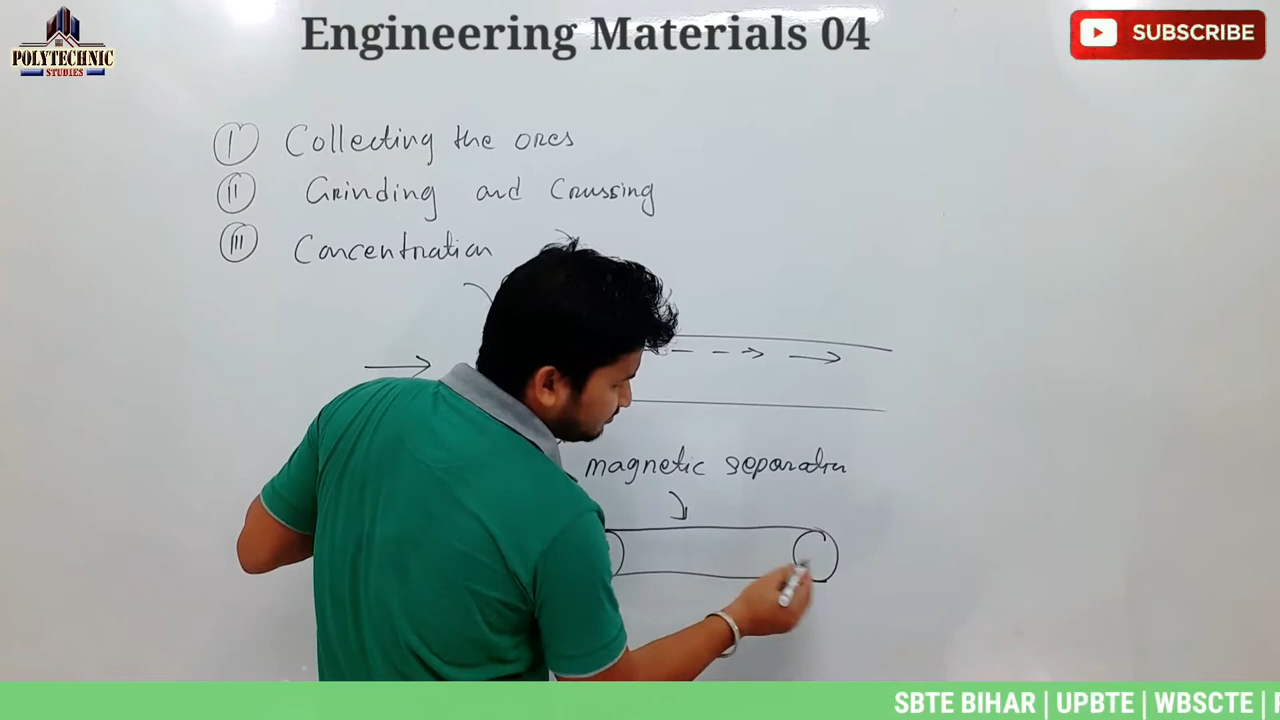 Engineering Materials 04
POLYTECHNIC
STUDIES
SUBSCRIBE
I Collecting the ores
II Grinding and Crussing
III Concentration
magnetic separation
SBTE BIHAR | UPBTE | WBSCTE |